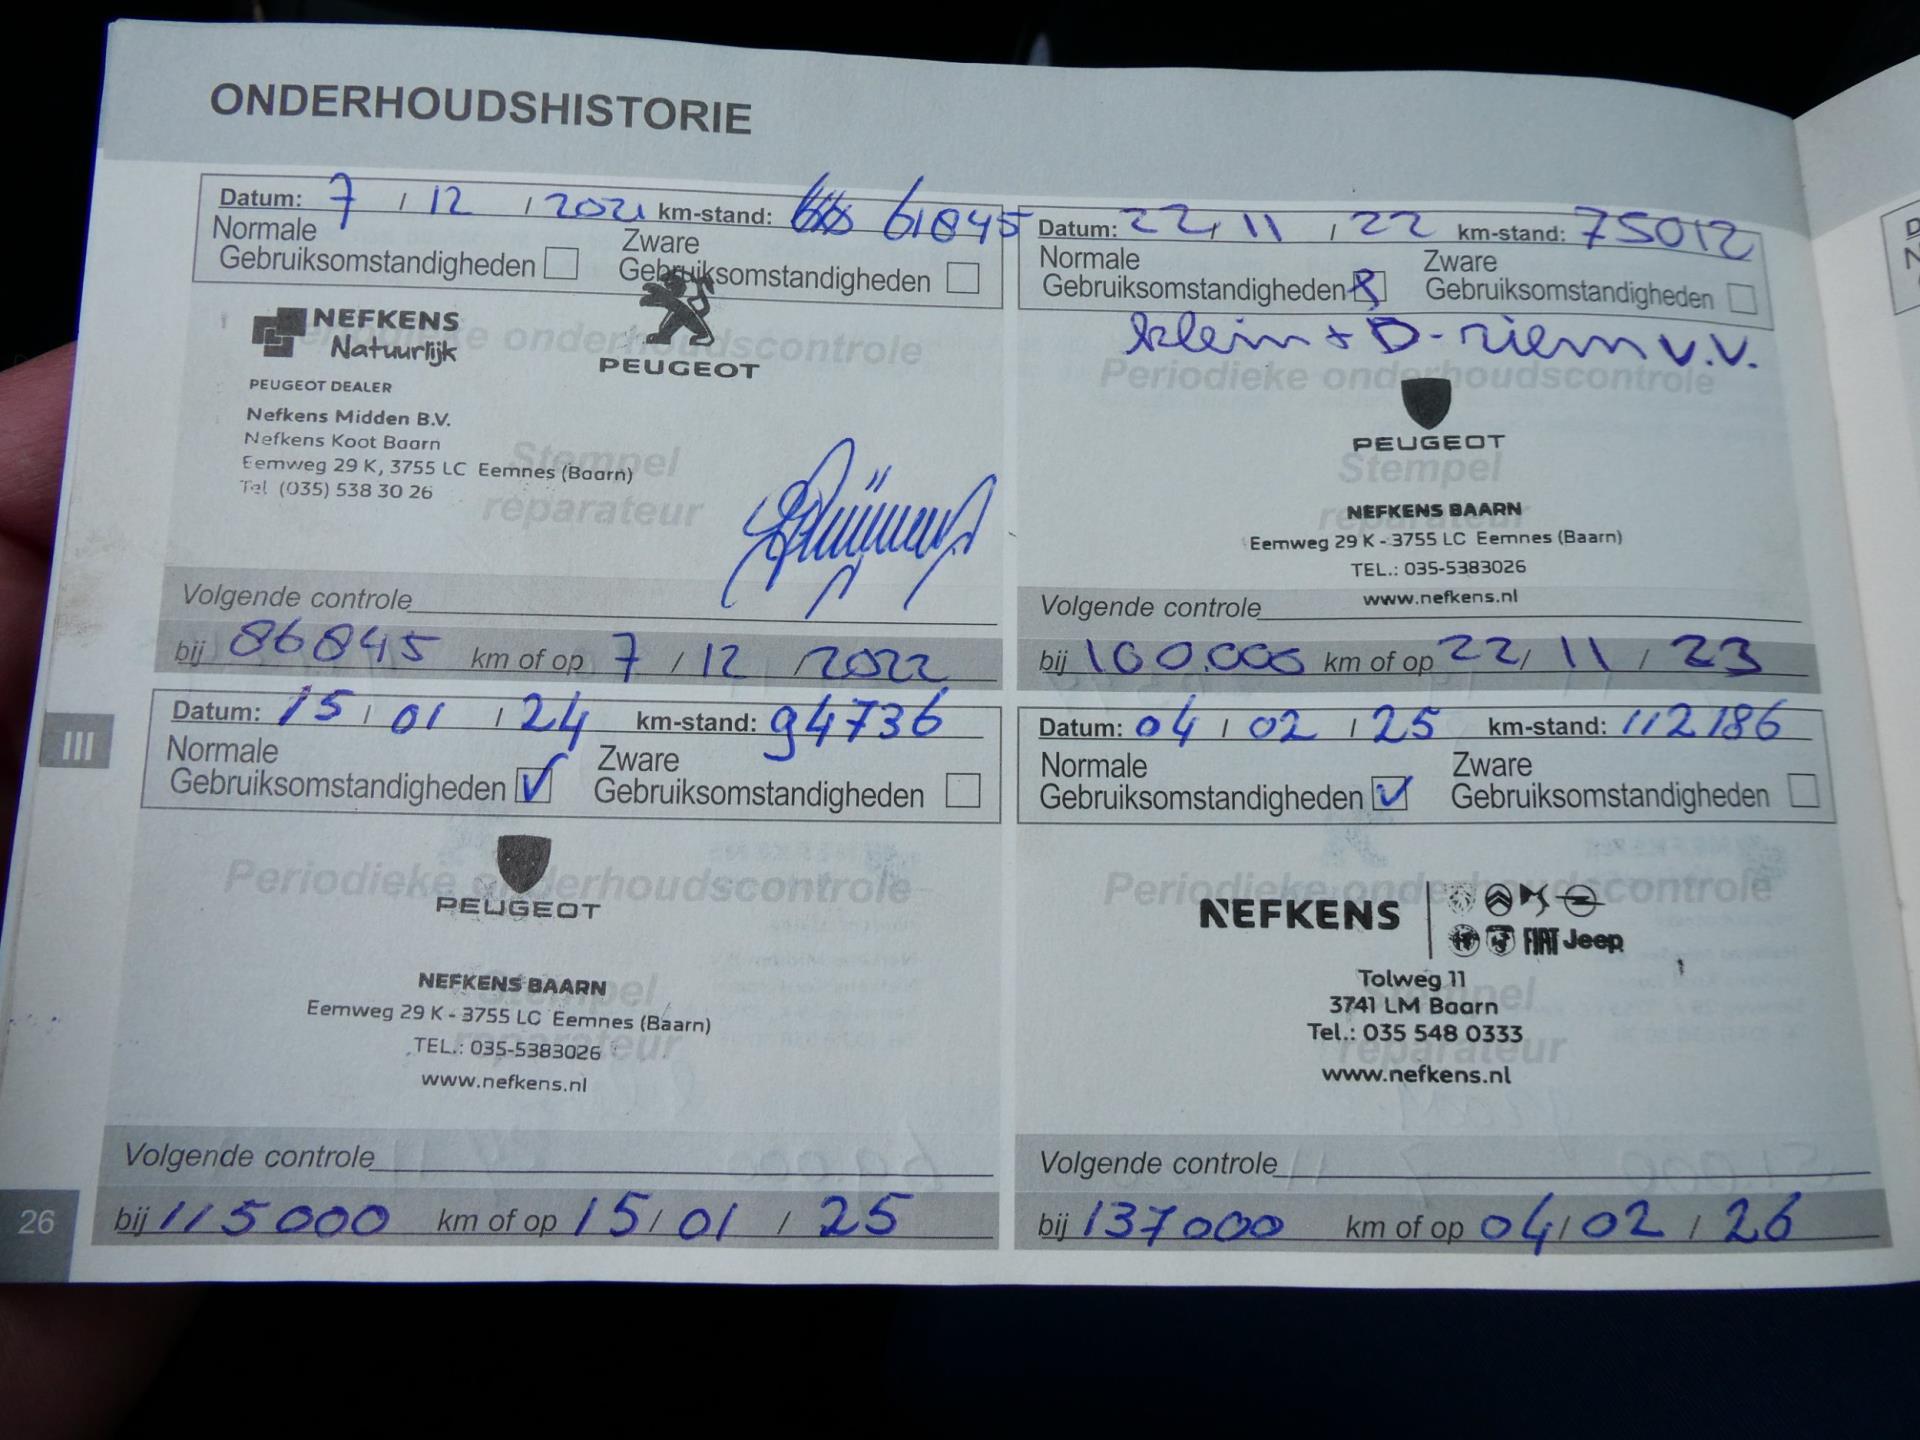 ONDERHOUDSHISTORIE
Datum: 7 / 12 / 2021 km-stand: 61845
Normale Gebruiksomstandigheden
Zware Gebruiksomstandigheden
NEFKENS
Natuurlijk
PEUGEOT
PEUGEOT DEALER
Nefkens Midden B.V.
Nefkens Koot Baarn
Eemweg 29 K, 3755 LC Eemnes (Baarn)
Tel (035) 538 30 26
Periodieke onderhoudscontrole
Stempel
reparateur
Volgende controle
bij 86845 km of op 7 / 12 / 2022
Datum: 22 / 11 / 22 km-stand: 75012
Normale Gebruiksomstandigheden
Zware Gebruiksomstandigheden
klein + D-riem v.v.
Periodieke onderhoudscontrole
PEUGEOT
Stempel
reparateur
NEFKENS BAARN
Eemweg 29 K - 3755 LC Eemnes (Baarn)
TEL.: 035-5383026
www.nefkens.nl
Volgende controle
bij 100.000 km of op 22 / 11 / 23
III
Datum: 15 / 01 / 24 km-stand: 94736
Normale Gebruiksomstandigheden
Zware Gebruiksomstandigheden
Periodieke onderhoudscontrole
PEUGEOT
Stempel
reparateur
NEFKENS BAARN
Eemweg 29 K - 3755 LC Eemnes (Baarn)
TEL.: 035-5383026
www.nefkens.nl
Volgende controle
bij 115000 km of op 15 / 01 / 25
Datum: 04 / 02 / 25 km-stand: 112186
Normale Gebruiksomstandigheden
Zware Gebruiksomstandigheden
Periodieke onderhoudscontrole
NEFKENS
FIAT Jeep
Stempel
reparateur
Tolweg 11
3741 LM Baarn
Tel.: 035 548 0333
www.nefkens.nl
Volgende controle
bij 137000 km of op 04 / 02 / 26
26